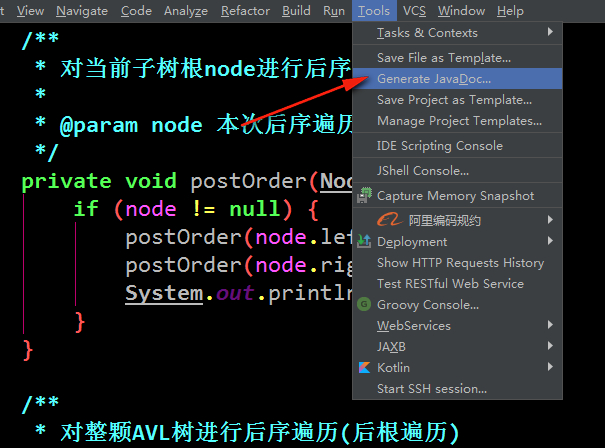 t View Navigate Code Analyze Refactor Build Run Tools VCS Window Help
/**
* 对当前子树根node进行后序
*
* @param node 本次后序遍历
*/
private void postOrder(Nod
if (node != null) {
postOrder(node.le
postOrder(node.rig
System.out.println
}
}
/**
* 对整颗AVL树进行后序遍历(后根遍历)
Tasks & Contexts
Save File as Template...
Generate JavaDoc...
Save Project as Template...
Manage Project Templates...
IDE Scripting Console
JShell Console...
Capture Memory Snapshot
阿里编码规约
Deployment
Show HTTP Requests History
Test RESTful Web Service
Groovy Console...
WebServices
JAXB
Kotlin
Start SSH session...